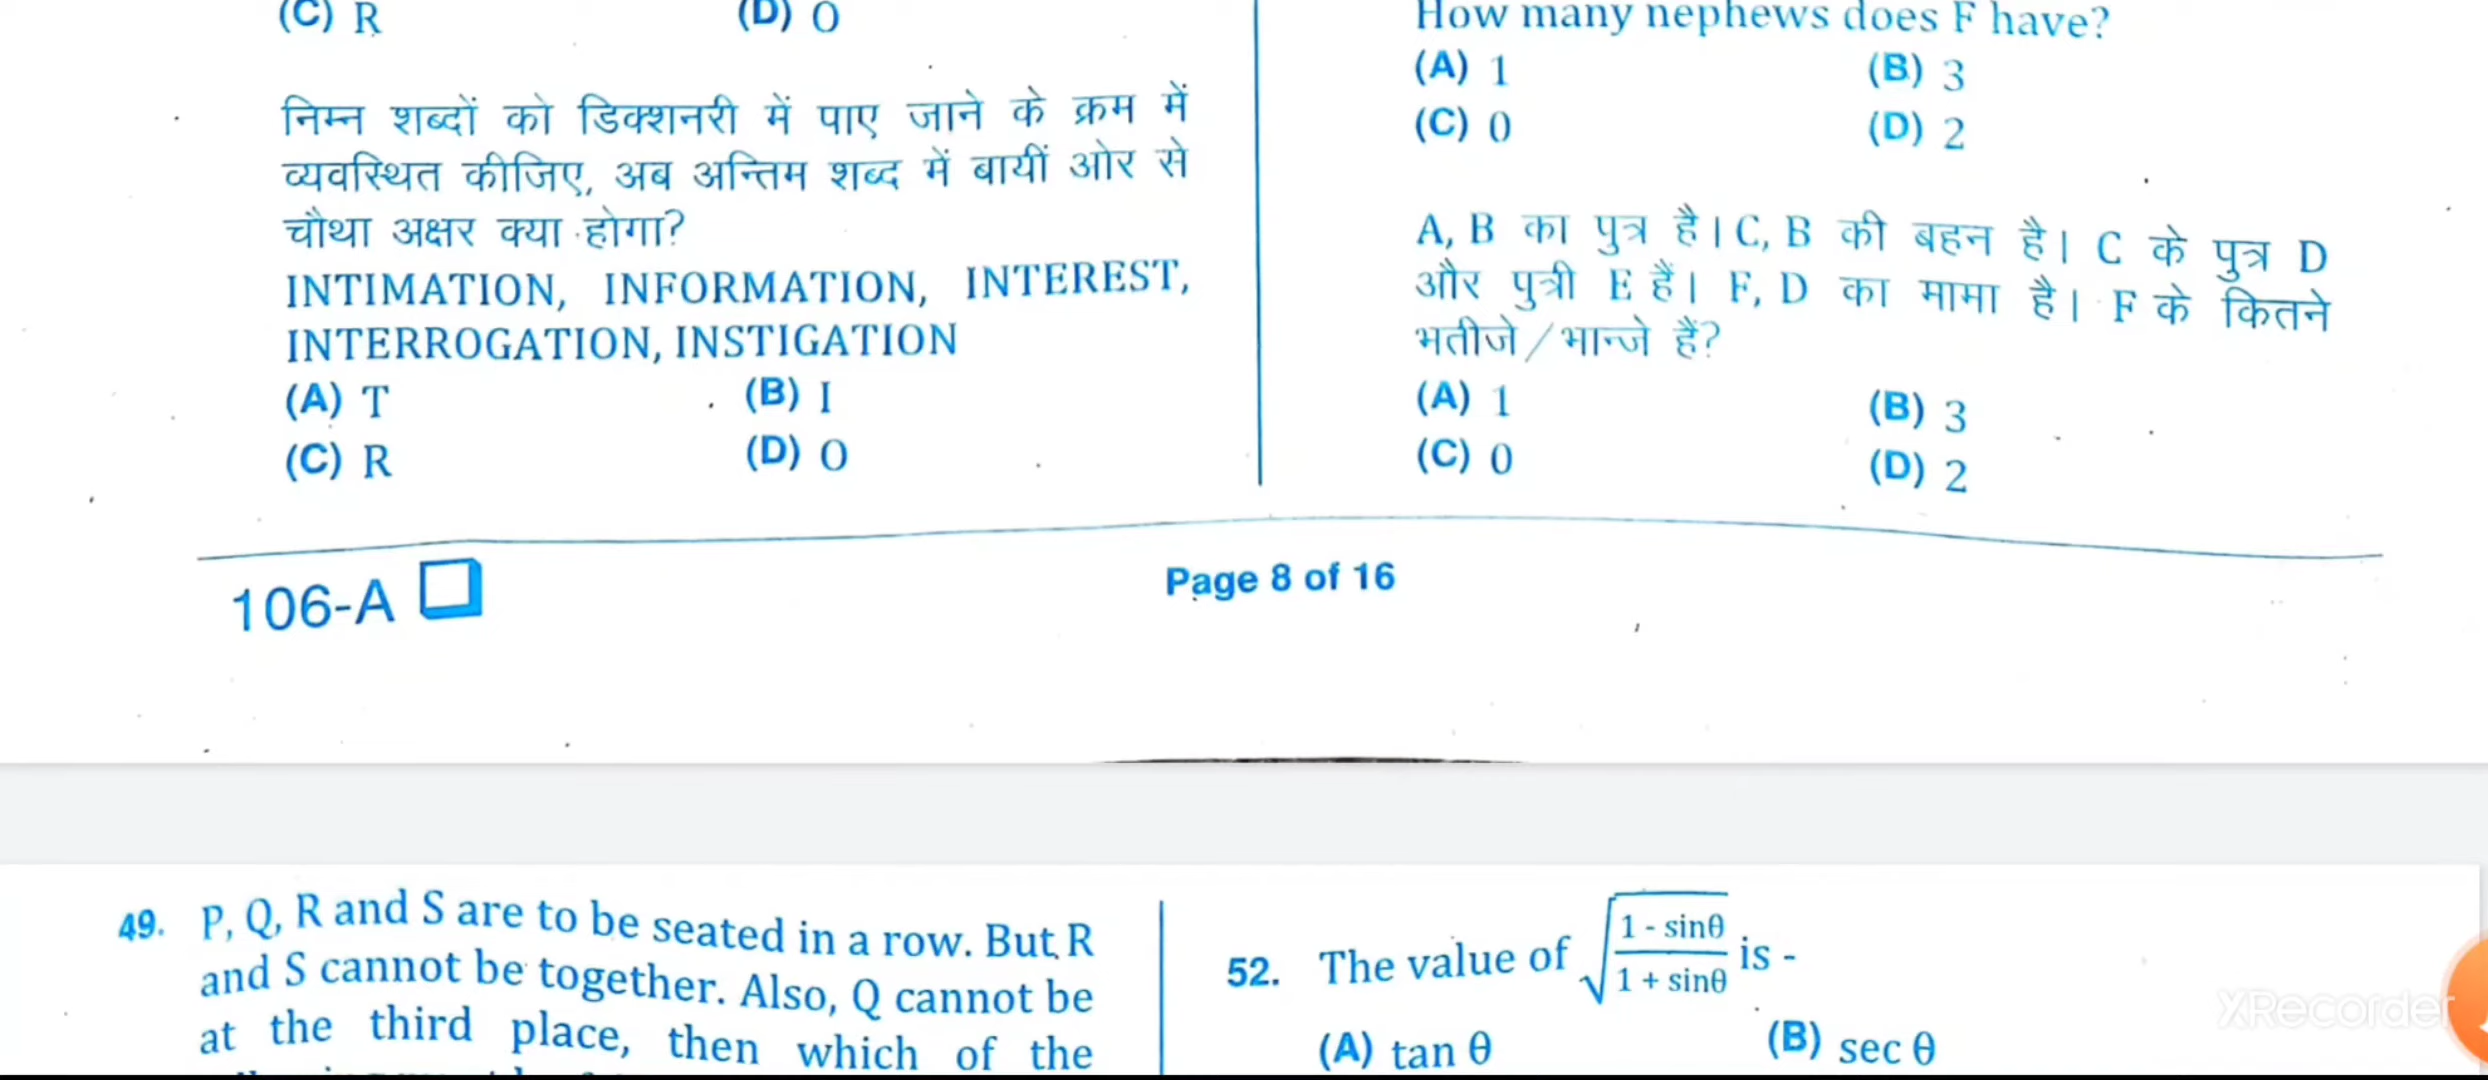 (C) R
(D) O
निम्न शब्दों को डिक्शनरी में पाए जाने के क्रम में
व्यवस्थित कीजिए, अब अन्तिम शब्द में बायीं ओर से
चौथा अक्षर क्या होगा?
INTIMATION, INFORMATION, INTEREST,
INTERROGATION, INSTIGATION
(A) T
(B) I
(C) R
(D) O
How many nephews does F have?
(A) 1
(B) 3
(C) 0
(D) 2
A, B का पुत्र है। C, B की बहन है। C के पुत्र D
और पुत्री E हैं। F, D का मामा है। F के कितने
भतीजे/भान्जे हैं?
(A) 1
(B) 3
(C) 0
(D) 2
106-A
Page 8 of 16
49. P, Q, R and S are to be seated in a row. But R
and S cannot be together. Also, Q cannot be
at the third place, then which of the
52. The value of √((1 - sinθ)/(1 + sinθ)) is -
(A) tan θ
(B) sec θ
XRecorder